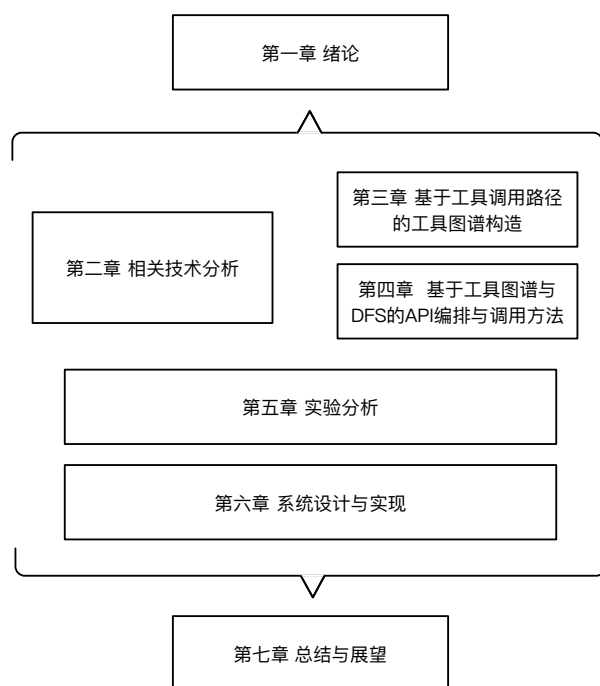 第一章 绪论
第二章 相关技术分析
第三章 基于工具调用路径
的工具图谱构造
第四章  基于工具图谱与
DFS的API编排与调用方法
第五章 实验分析
第六章 系统设计与实现
第七章 总结与展望